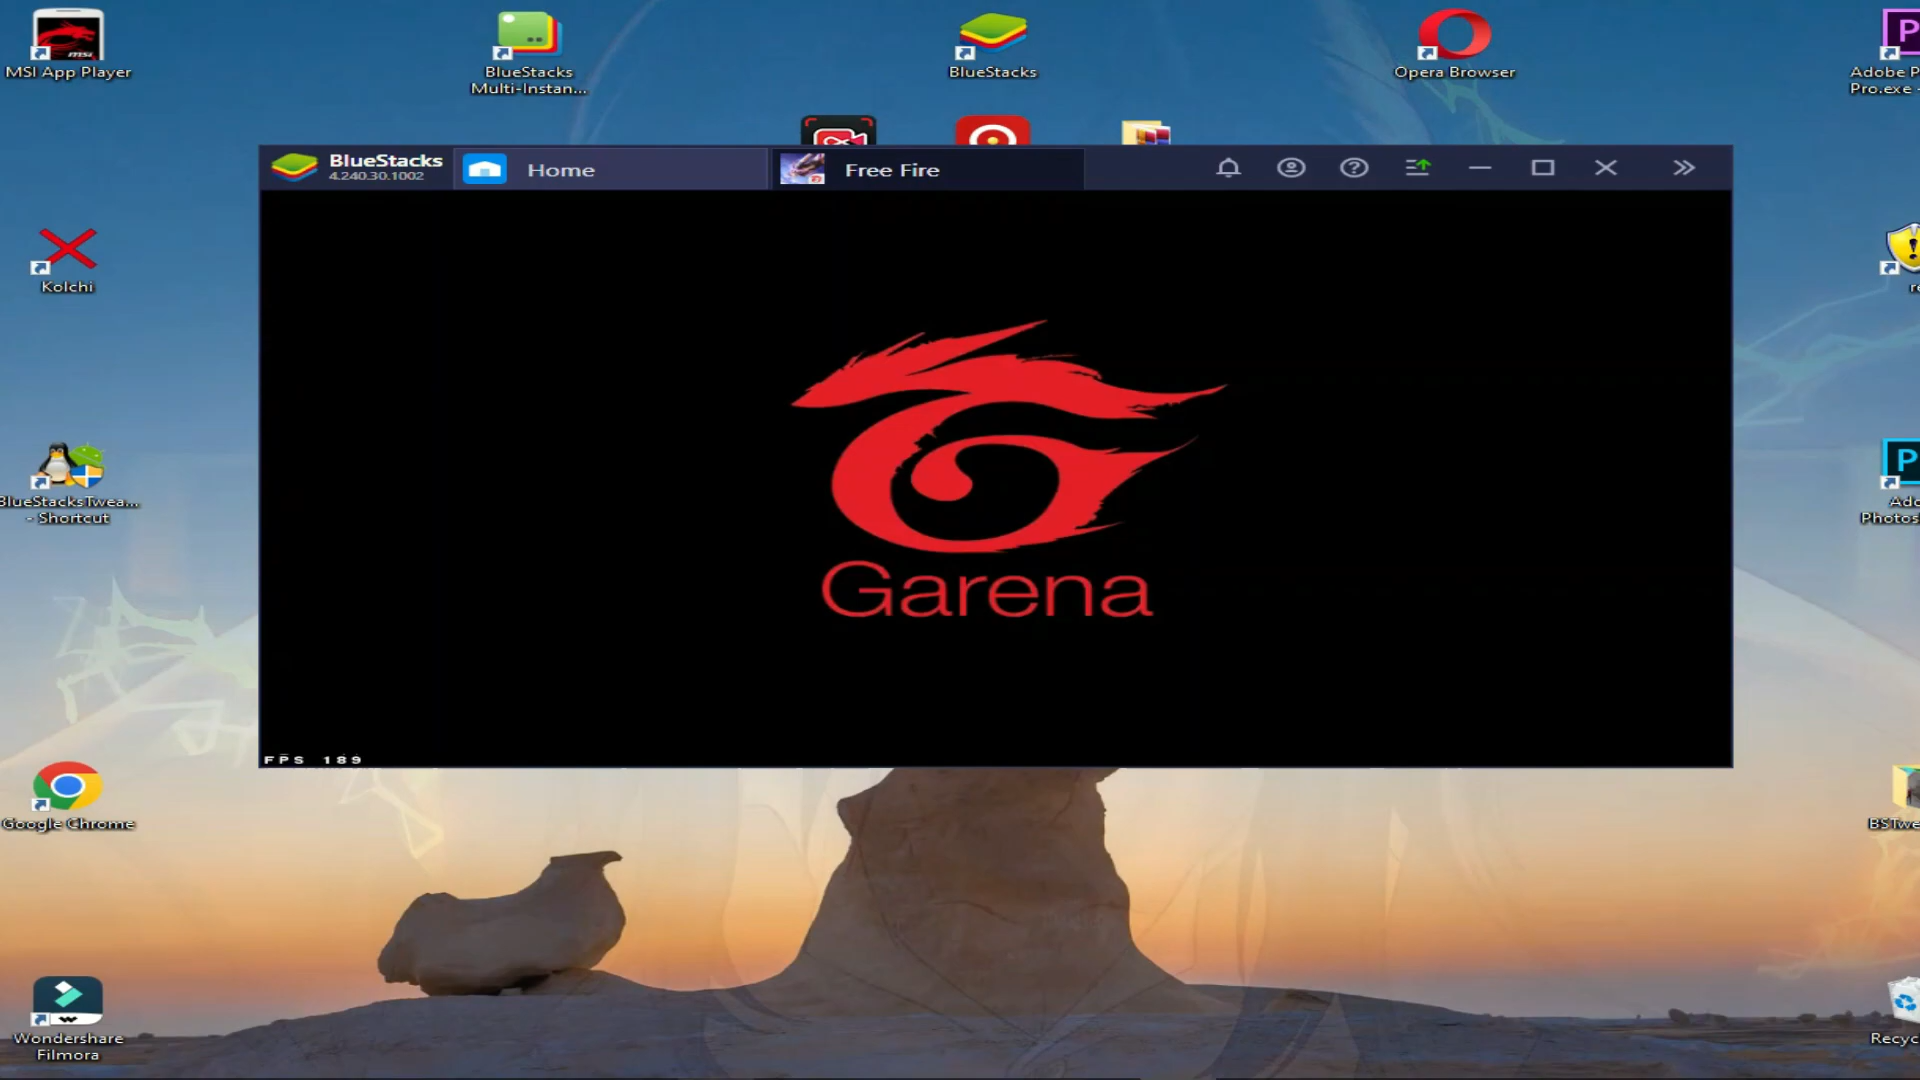 MSI App Player
BlueStacks
Multi-Instan...
BlueStacks
Opera Browser
Adobe P
Pro.exe -
BlueStacks
4.240.30.1002
Home
Free Fire
Kolchi
re
Garena
BlueStacksTwea...
- Shortcut
Ado
Photos
FPS 189
Google Chrome
BSTwe
Wondershare
Filmora
Recyc